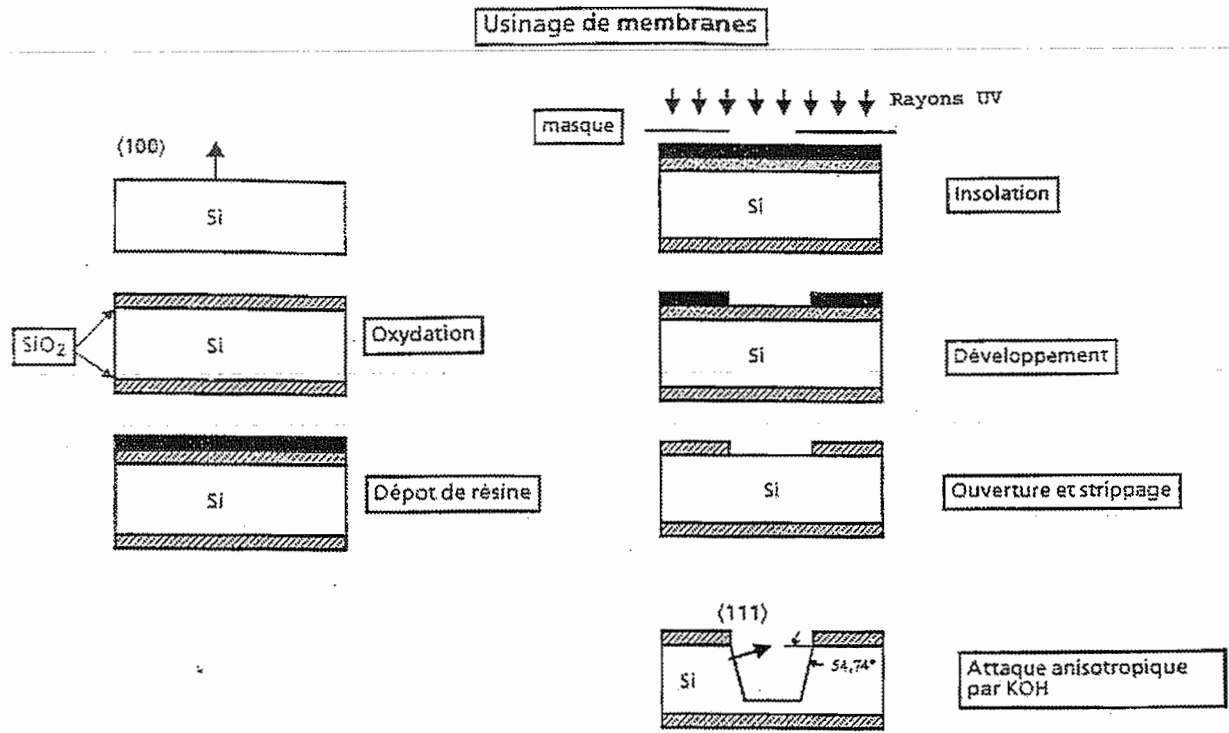 Usinage de membranes
⟨100⟩
Si
SiO₂
Si
Oxydation
Si
Dépot de résine
Rayons UV
masque
Si
Insolation
Si
Développement
Si
Ouverture et strippage
⟨111⟩
Si
54,74°
Attaque anisotropique
par KOH